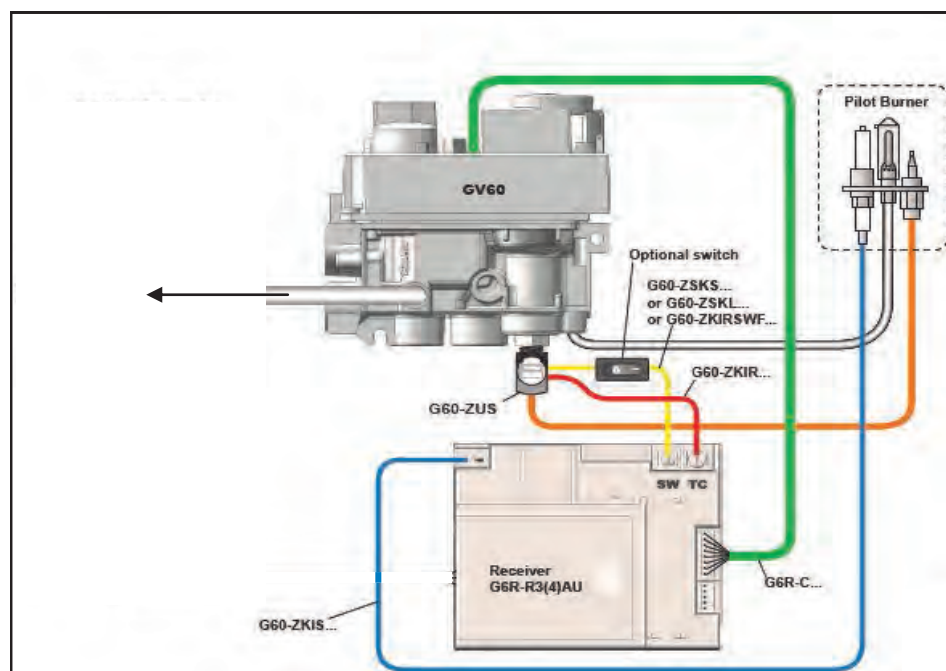 Pilot Burner
GV60
Optional switch
G60-ZSKS...
or G60-ZSKL...
or G60-ZKIRSWF...
G60-ZKIR...
G60-ZUS
SW TC
Receiver
G6R-R3(4)AU
G6R-C...
G60-ZKIS...